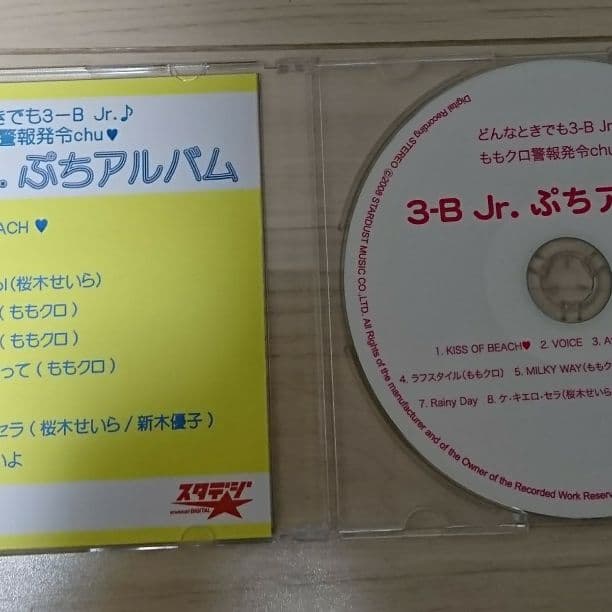 きでも3-B Jr.♪
警報発令chu♥
. ぷちアルバム
ACH ♥
ol(桜木せいら)
(ももクロ)
(ももクロ)
って(ももクロ)
セラ(桜木せいら/新木優子)
いよ
スタデジ
STARDUST DIGITAL
Digital Recording STEREO ©2008 STARDUST MUSIC CO.,LTD. All Rights of the manufacturer and of the Owner of the Recorded Work Reser
どんなときでも3-B Jr
ももクロ警報発令chu
3-B Jr. ぷちア
1. KISS OF BEACH♥ 2. VOICE 3. A
4. ラフスタイル(ももクロ) 5. MILKY WAY(ももク
7. Rainy Day 8. ケ・キエロ・セラ(桜木せいら